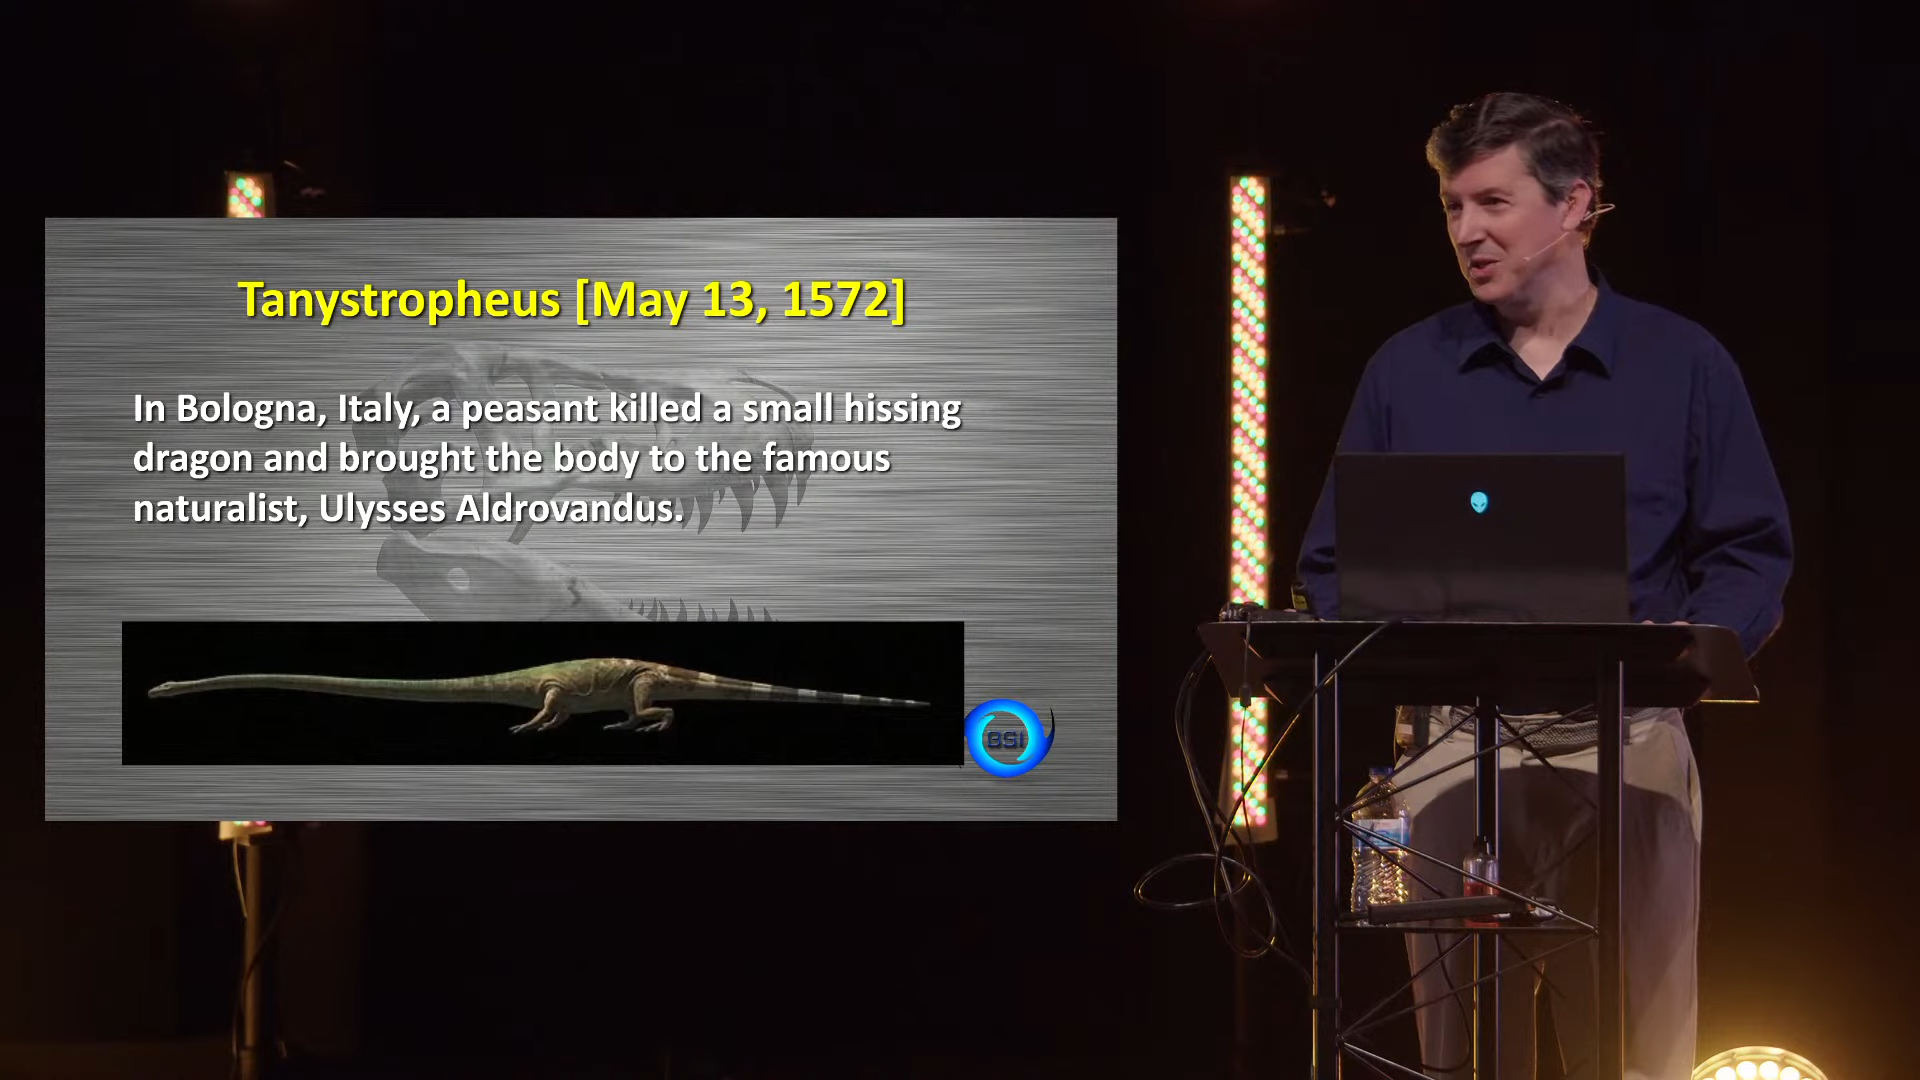 Tanystropheus [May 13, 1572]
In Bologna, Italy, a peasant killed a small hissing
dragon and brought the body to the famous
naturalist, Ulysses Aldrovandus.
BSI